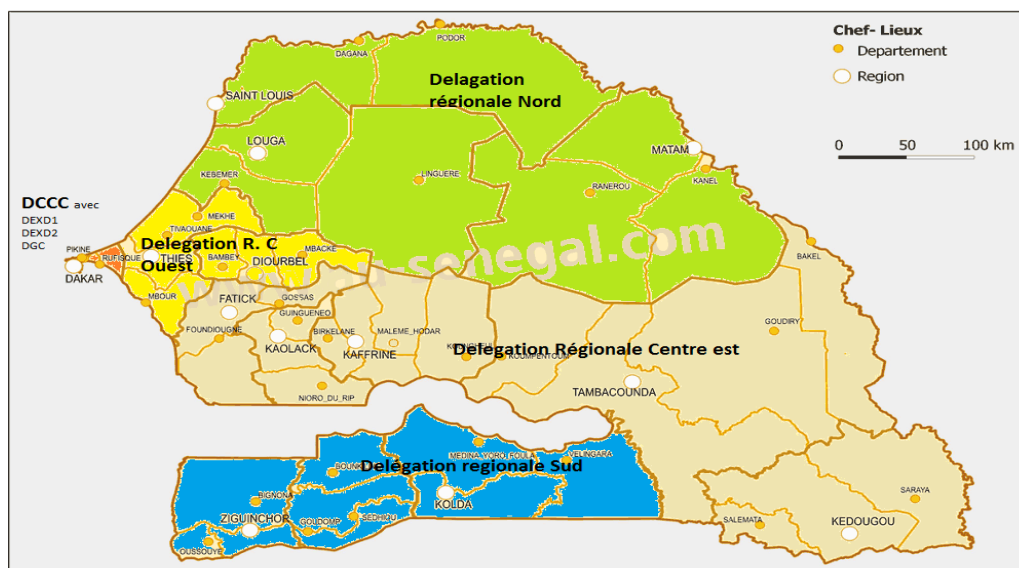 PODOR
DAGANA
Chef- Lieux
Departement
Region
Delagation
régionale Nord
SAINT LOUIS
0 50 100 km
LOUGA
MATAM
KEBEMER
LINGUERE
RANEROU
KANEL
DCCC avec
DEXD1
DEXD2
DGC
MEKHE
TIVAOUANE
Delegation R. C
Ouest
PIKINE
RUFISQUE
DAKAR
THIES
BAMBEY
MBACKE
DIOURBEL
BAKEL
www.au-senegal.com
MBOUR
GOSSAS
FATICK
GUINGUENEO
FOUNDIOUGNE
BIRKELANE
MALEME_HODAR
GOUDIRY
KAOLACK
KAFFRINE
Delegation Régionale Centre est
KOUMPENTOUM
NIORO_DU_RIP
TAMBACOUNDA
MEDINA_YORO_FOULA
VELINGARA
Delégation regionale Sud
BIGNONA
KOLDA
SARAYA
ZIGUINCHOR
GOUDOMP
SEDHIOU
SALEMATA
KEDOUGOU
OUSSOUYE